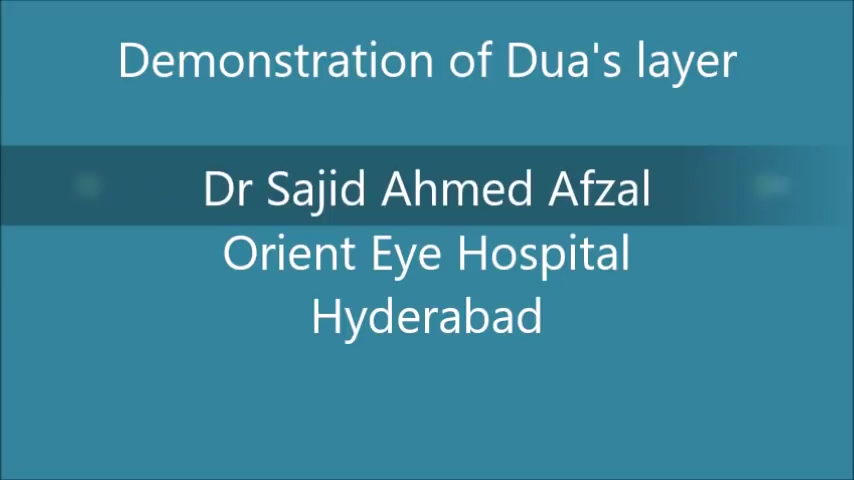 Demonstration of Dua's layer
Dr Sajid Ahmed Afzal
Orient Eye Hospital
Hyderabad